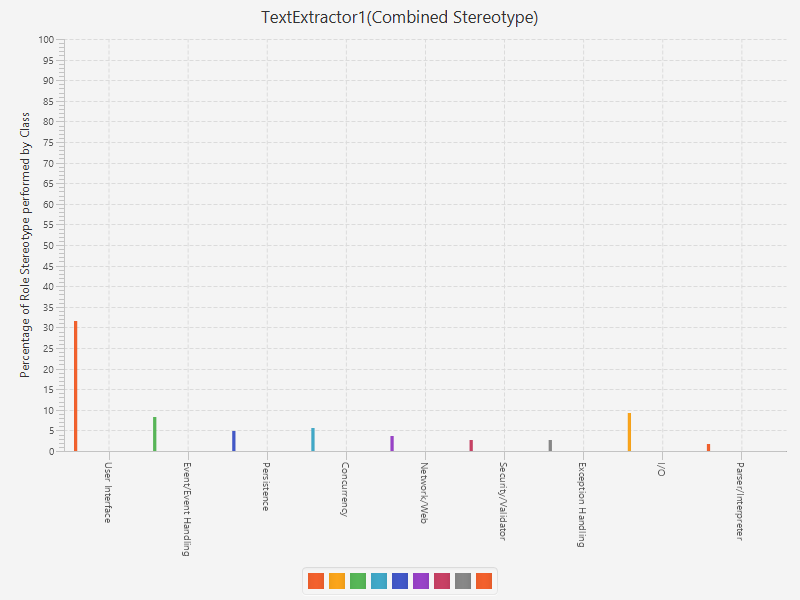 TextExtractor1(Combined Stereotype)
Percentage of Role Stereotype performed by Class
100
95
90
85
80
75
70
65
60
55
50
45
40
35
30
25
20
15
10
5
0
User Interface
Event/Event Handling
Persistence
Concurrency
Network/Web
Security/Validator
Exception Handling
I/O
Parser/Interpreter